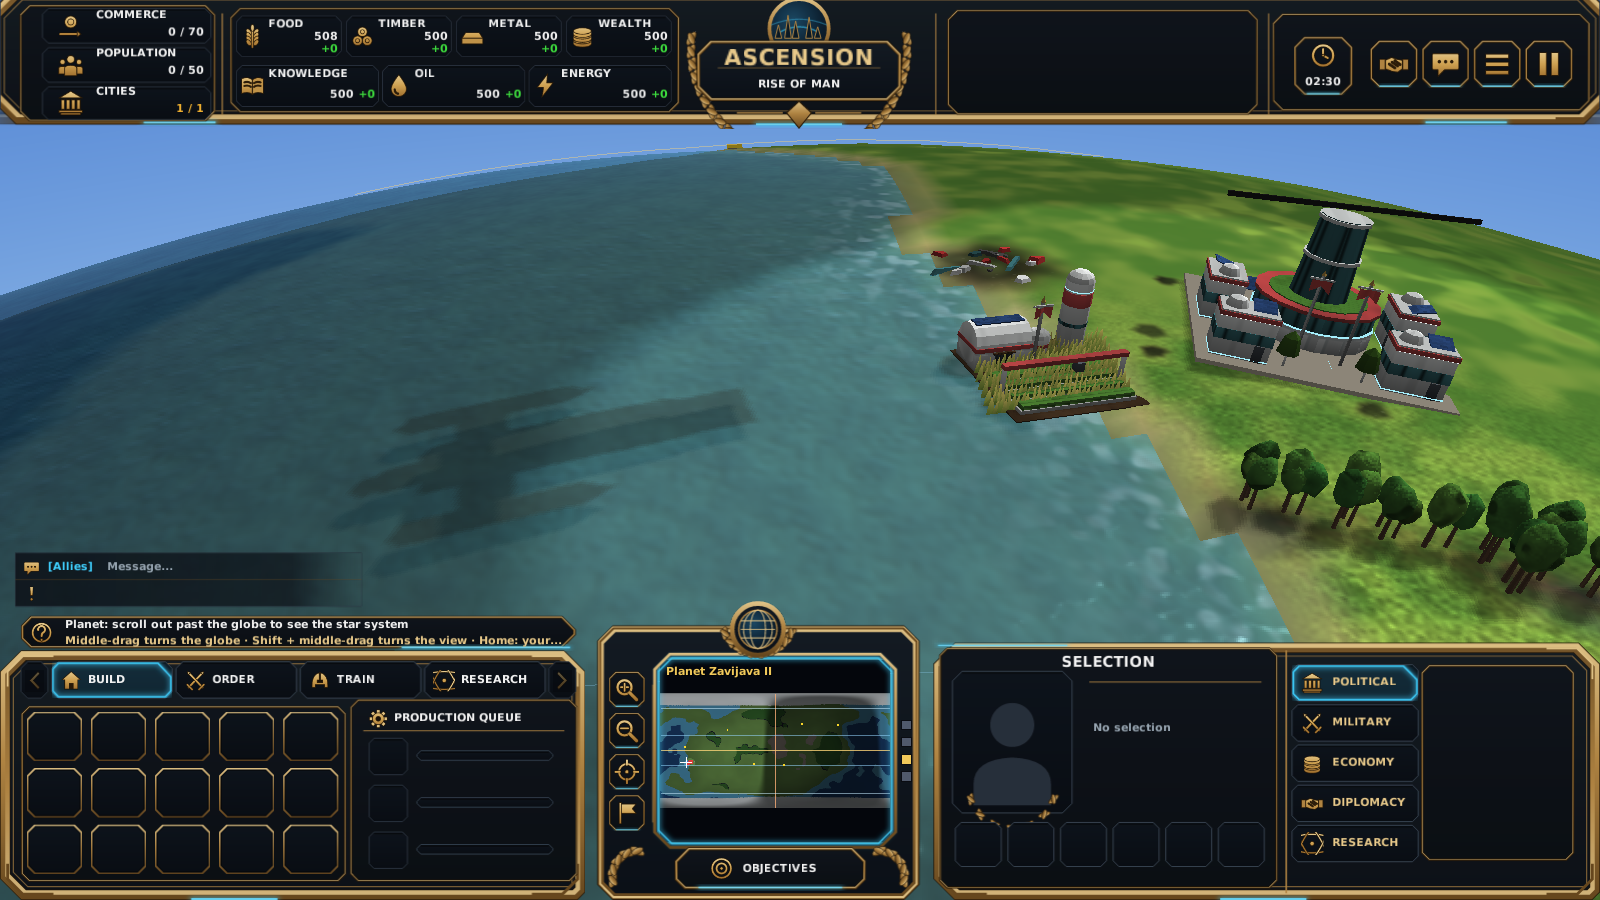 COMMERCE
0 / 70
POPULATION
0 / 50
CITIES
1 / 1
FOOD
508
+0
TIMBER
500
+0
METAL
500
+0
WEALTH
500
+0
KNOWLEDGE
500 +0
OIL
500 +0
ENERGY
500 +0
ASCENSION
RISE OF MAN
02:30
[Allies] Message...
!
Planet: scroll out past the globe to see the star system
Middle-drag turns the globe · Shift + middle-drag turns the view · Home: your...
BUILD
ORDER
TRAIN
RESEARCH
PRODUCTION QUEUE
Planet Zavijava II
OBJECTIVES
SELECTION
No selection
POLITICAL
MILITARY
ECONOMY
DIPLOMACY
RESEARCH